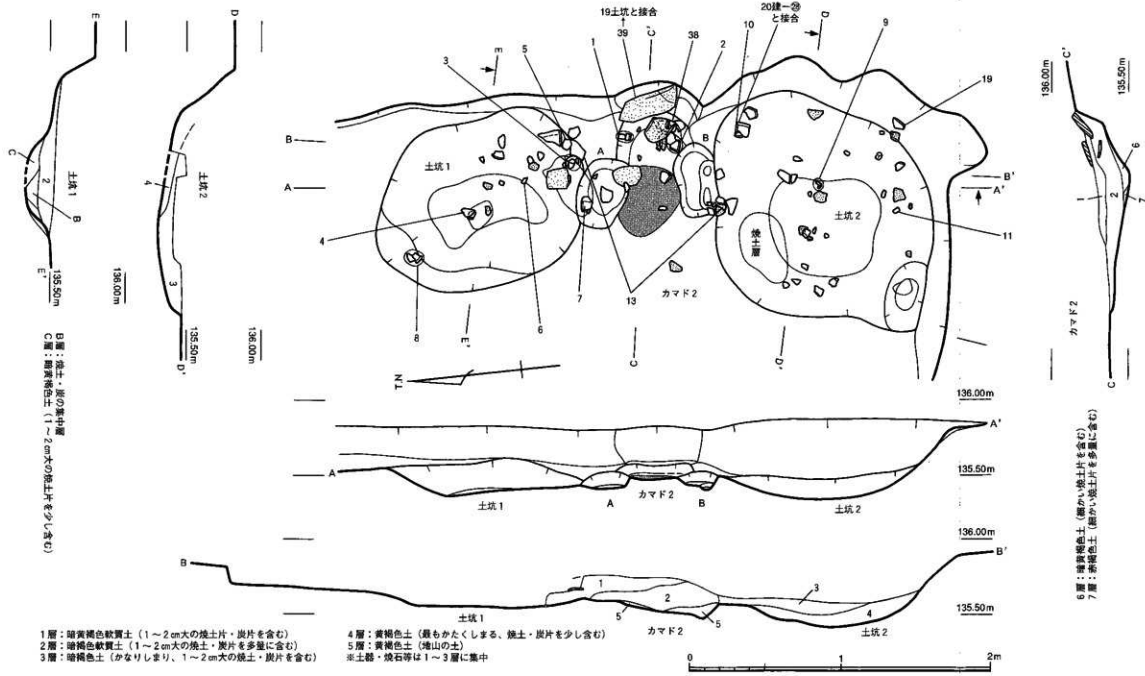 19土坑と接合
39
C'
38
20建ー㉘
と接合
D
E
5
1
2
10
9
3
19
B
土坑1
A
B
B'
A'
A
土坑2
焼土層
4
11
13
7
カマド2
6
8
E'
C
D'
T.N
136.00m
A'
A
135.50m
カマド2
土坑1
A
B
土坑2
136.00m
B
B'
1
3
2
135.50m
土坑1
5
カマド2
5
4
土坑2
1層:暗黄褐色軟質土(1~2㎝大の焼土片・炭片を含む)
2層:暗褐色軟質土(1~2㎝大の焼土・炭片を多量に含む)
3層:暗褐色土(かなりしまり、1~2㎝大の焼土・炭片を含む)
4層:黄褐色土(最もかたくしまる、焼土・炭片を少し含む)
5層:黄褐色土(地山の土)
※土器・焼石等は1~3層に集中
0
1
2m
E
C
2
土坑1
B
E'
135.50m
D
4
土坑2
3
136.00m
135.50m
D'
136.00m
B層:焼土・炭の集中層
C層:暗黄褐色土(1~2㎝大の焼土片を少し含む)
C'
136.00m
135.50m
6
1
2
7
カマド2
C
6層:暗黄褐色土(細かい焼土片を含む)
7層:赤褐色土(細かい焼土片を多量に含む)